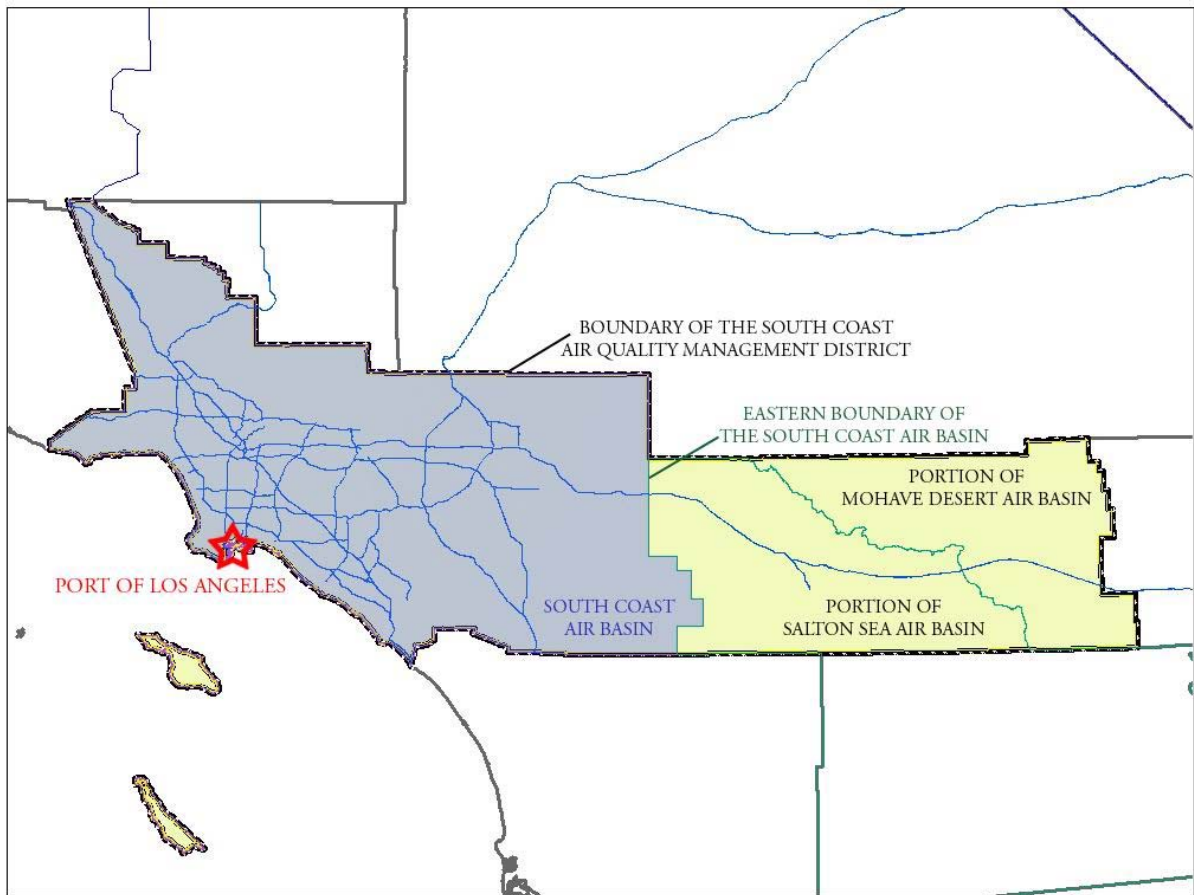 BOUNDARY OF THE SOUTH COAST
AIR QUALITY MANAGEMENT DISTRICT
EASTERN BOUNDARY OF
THE SOUTH COAST AIR BASIN
PORTION OF
MOHAVE DESERT AIR BASIN
PORT OF LOS ANGELES
SOUTH COAST
AIR BASIN
PORTION OF
SALTON SEA AIR BASIN